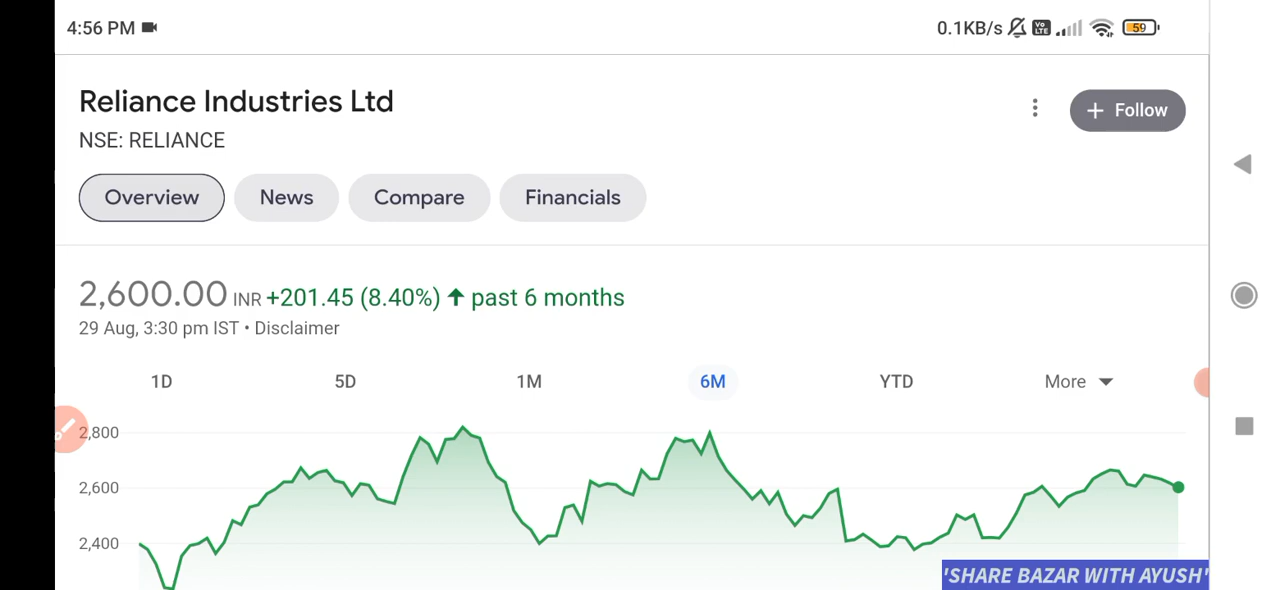 4:56 PM
0.1KB/s Vo LTE 59
Reliance Industries Ltd
NSE: RELIANCE
+ Follow
Overview News Compare Financials
2,600.00 INR +201.45 (8.40%) ↑ past 6 months
29 Aug, 3:30 pm IST • Disclaimer
1D 5D 1M 6M YTD More
2,800
2,600
2,400
'SHARE BAZAR WITH AYUSH'